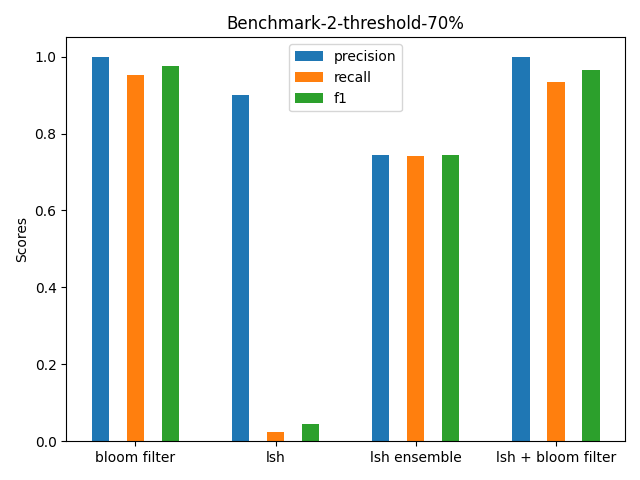 Benchmark-2-threshold-70%
precision
recall
f1
Scores
1.0
0.8
0.6
0.4
0.2
0.0
bloom filter
lsh
lsh ensemble
lsh + bloom filter